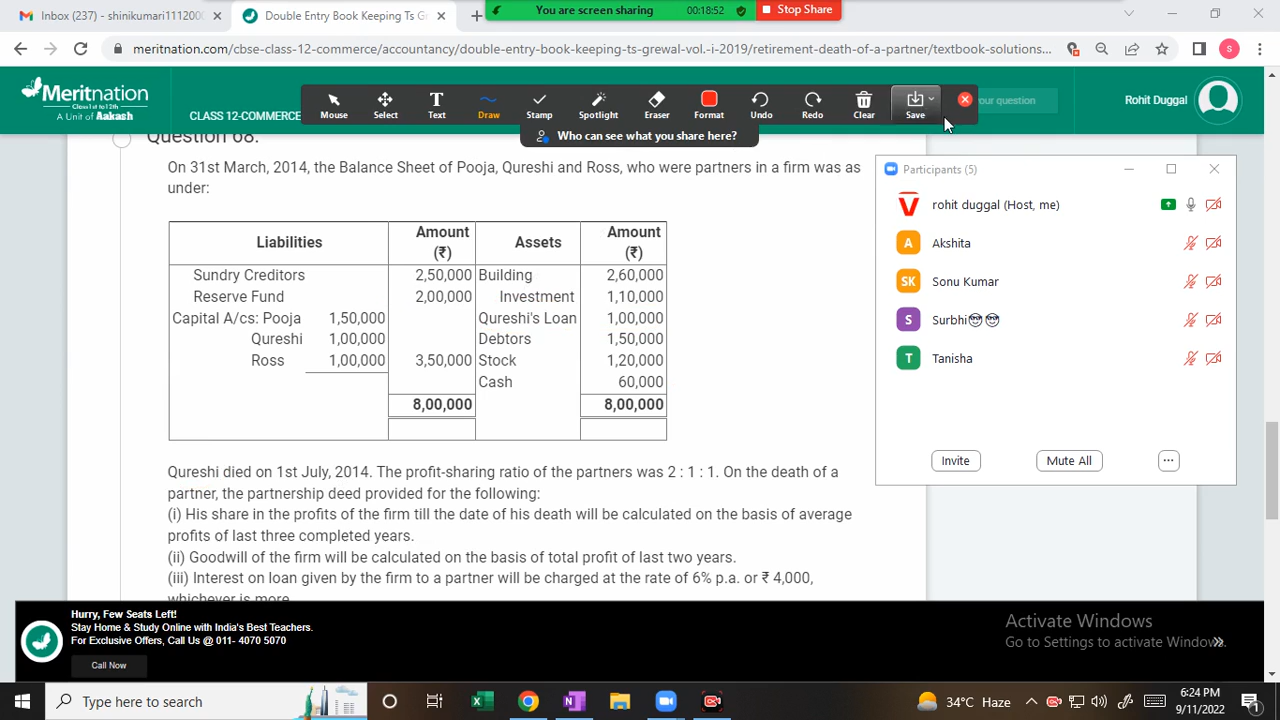 Inbox (237) - shinikumari1112000
Double Entry Book Keeping Ts Gr
You are screen sharing
00:18:52
Stop Share
meritnation.com/cbse-class-12-commerce/accountancy/double-entry-book-keeping-ts-grewal-vol.-i-2019/retirement-death-of-a-partner/textbook-solutions...
S
Meritnation
Class 1st to 12th
A Unit of Aakash
CLASS 12-COMMERCE
Mouse
Select
Text
Draw
Stamp
Spotlight
Eraser
Format
Undo
Redo
Clear
Save
your question
Rohit Duggal
Who can see what you share here?
Question 68:
On 31st March, 2014, the Balance Sheet of Pooja, Qureshi and Ross, who were partners in a firm was as
under:
Liabilities Amount (₹) Assets Amount (₹)
Sundry Creditors 2,50,000 Building 2,60,000
Reserve Fund 2,00,000 Investment 1,10,000
Capital A/cs: Pooja 1,50,000 Qureshi's Loan 1,00,000
Qureshi 1,00,000 Debtors 1,50,000
Ross 1,00,000 3,50,000 Stock 1,20,000
Cash 60,000
8,00,000 8,00,000
Participants (5)
rohit duggal (Host, me)
A Akshita
SK Sonu Kumar
S Surbhi😎😎
T Tanisha
Invite
Mute All
...
Qureshi died on 1st July, 2014. The profit-sharing ratio of the partners was 2 : 1 : 1. On the death of a
partner, the partnership deed provided for the following:
(i) His share in the profits of the firm till the date of his death will be calculated on the basis of average
profits of last three completed years.
(ii) Goodwill of the firm will be calculated on the basis of total profit of last two years.
(iii) Interest on loan given by the firm to a partner will be charged at the rate of 6% p.a. or ₹ 4,000,
whichever is more
Hurry, Few Seats Left!
Stay Home & Study Online with India's Best Teachers.
For Exclusive Offers, Call Us @ 011- 4070 5070
Call Now
Activate Windows
Go to Settings to activate Windows.
Type here to search
34°C Haze
6:24 PM
9/11/2022
1